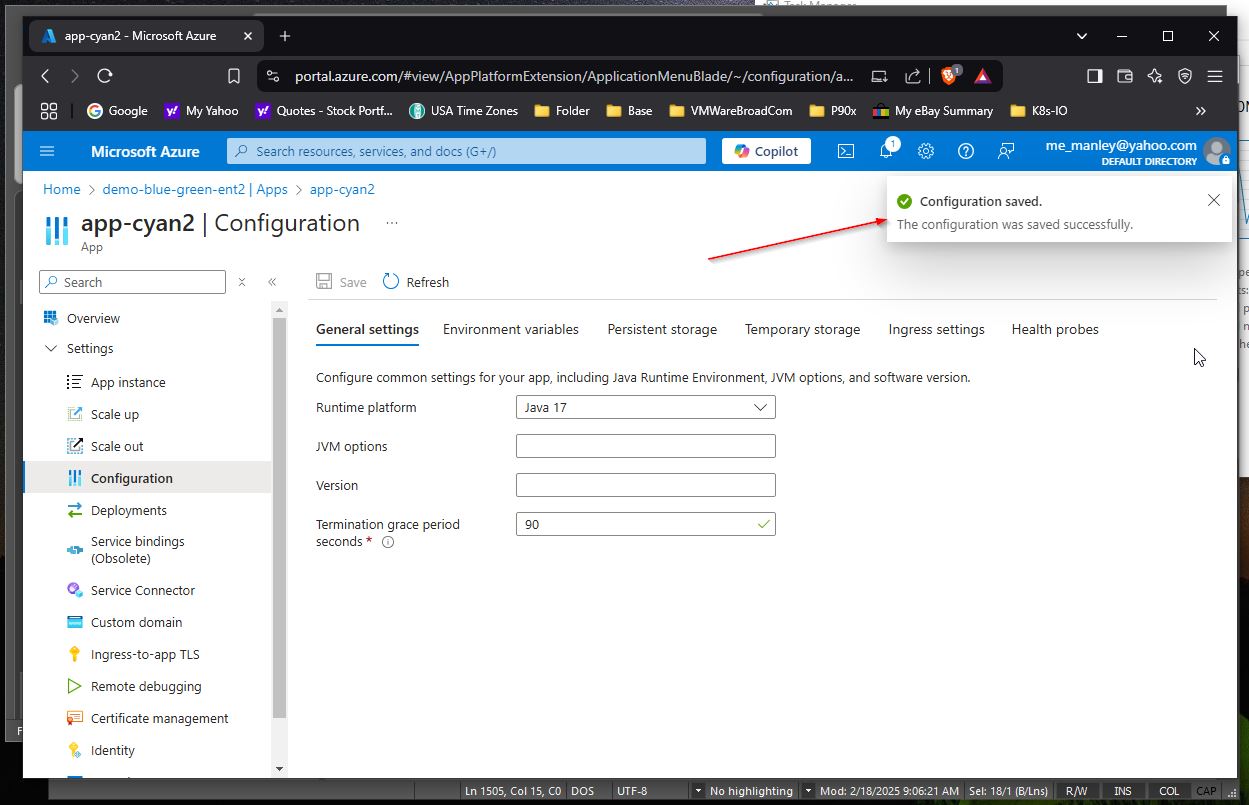 Task Manager
app-cyan2 - Microsoft Azure
portal.azure.com/#view/AppPlatformExtension/ApplicationMenuBlade/~/configuration/a...
1
Google
My Yahoo
Quotes - Stock Portf...
USA Time Zones
Folder
Base
VMWareBroadCom
P90x
My eBay Summary
K8s-IO
Microsoft Azure
Search resources, services, and docs (G+/)
Copilot
1
me_manley@yahoo.com
DEFAULT DIRECTORY
Home > demo-blue-green-ent2 | Apps > app-cyan2
app-cyan2 | Configuration ...
App
Configuration saved.
The configuration was saved successfully.
Search
Save
Refresh
Overview
Settings
App instance
Scale up
Scale out
Configuration
Deployments
Service bindings
(Obsolete)
Service Connector
Custom domain
Ingress-to-app TLS
Remote debugging
Certificate management
Identity
General settings
Environment variables
Persistent storage
Temporary storage
Ingress settings
Health probes
Configure common settings for your app, including Java Runtime Environment, JVM options, and software version.
Runtime platform
Java 17
JVM options
Version
Termination grace period
seconds *
90
Ln 1505, Col 15, C0
DOS
UTF-8
No highlighting
Mod: 2/18/2025 9:06:21 AM
Sel: 18/1 (B/Lns)
R/W
INS
COL
CAP